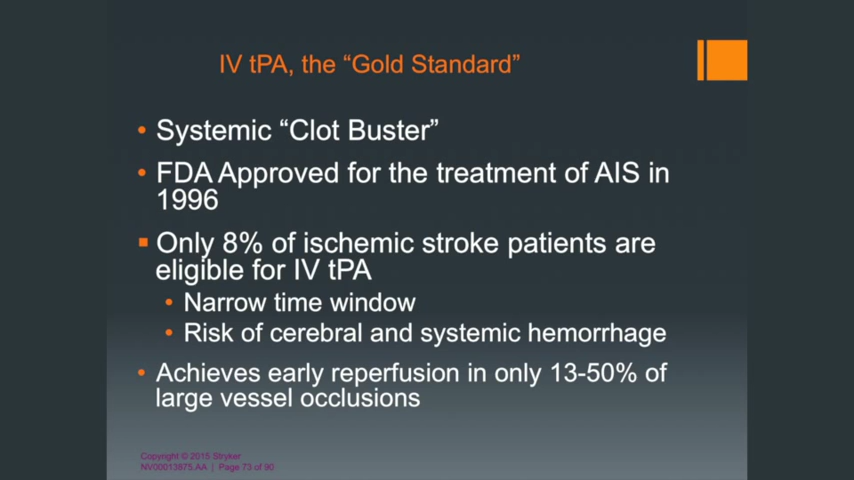 IV tPA, the “Gold Standard”
• Systemic “Clot Buster”
• FDA Approved for the treatment of AIS in
1996
▪ Only 8% of ischemic stroke patients are
eligible for IV tPA
• Narrow time window
• Risk of cerebral and systemic hemorrhage
• Achieves early reperfusion in only 13-50% of
large vessel occlusions
Copyright © 2015 Stryker
NV00013875.AA | Page 73 of 90